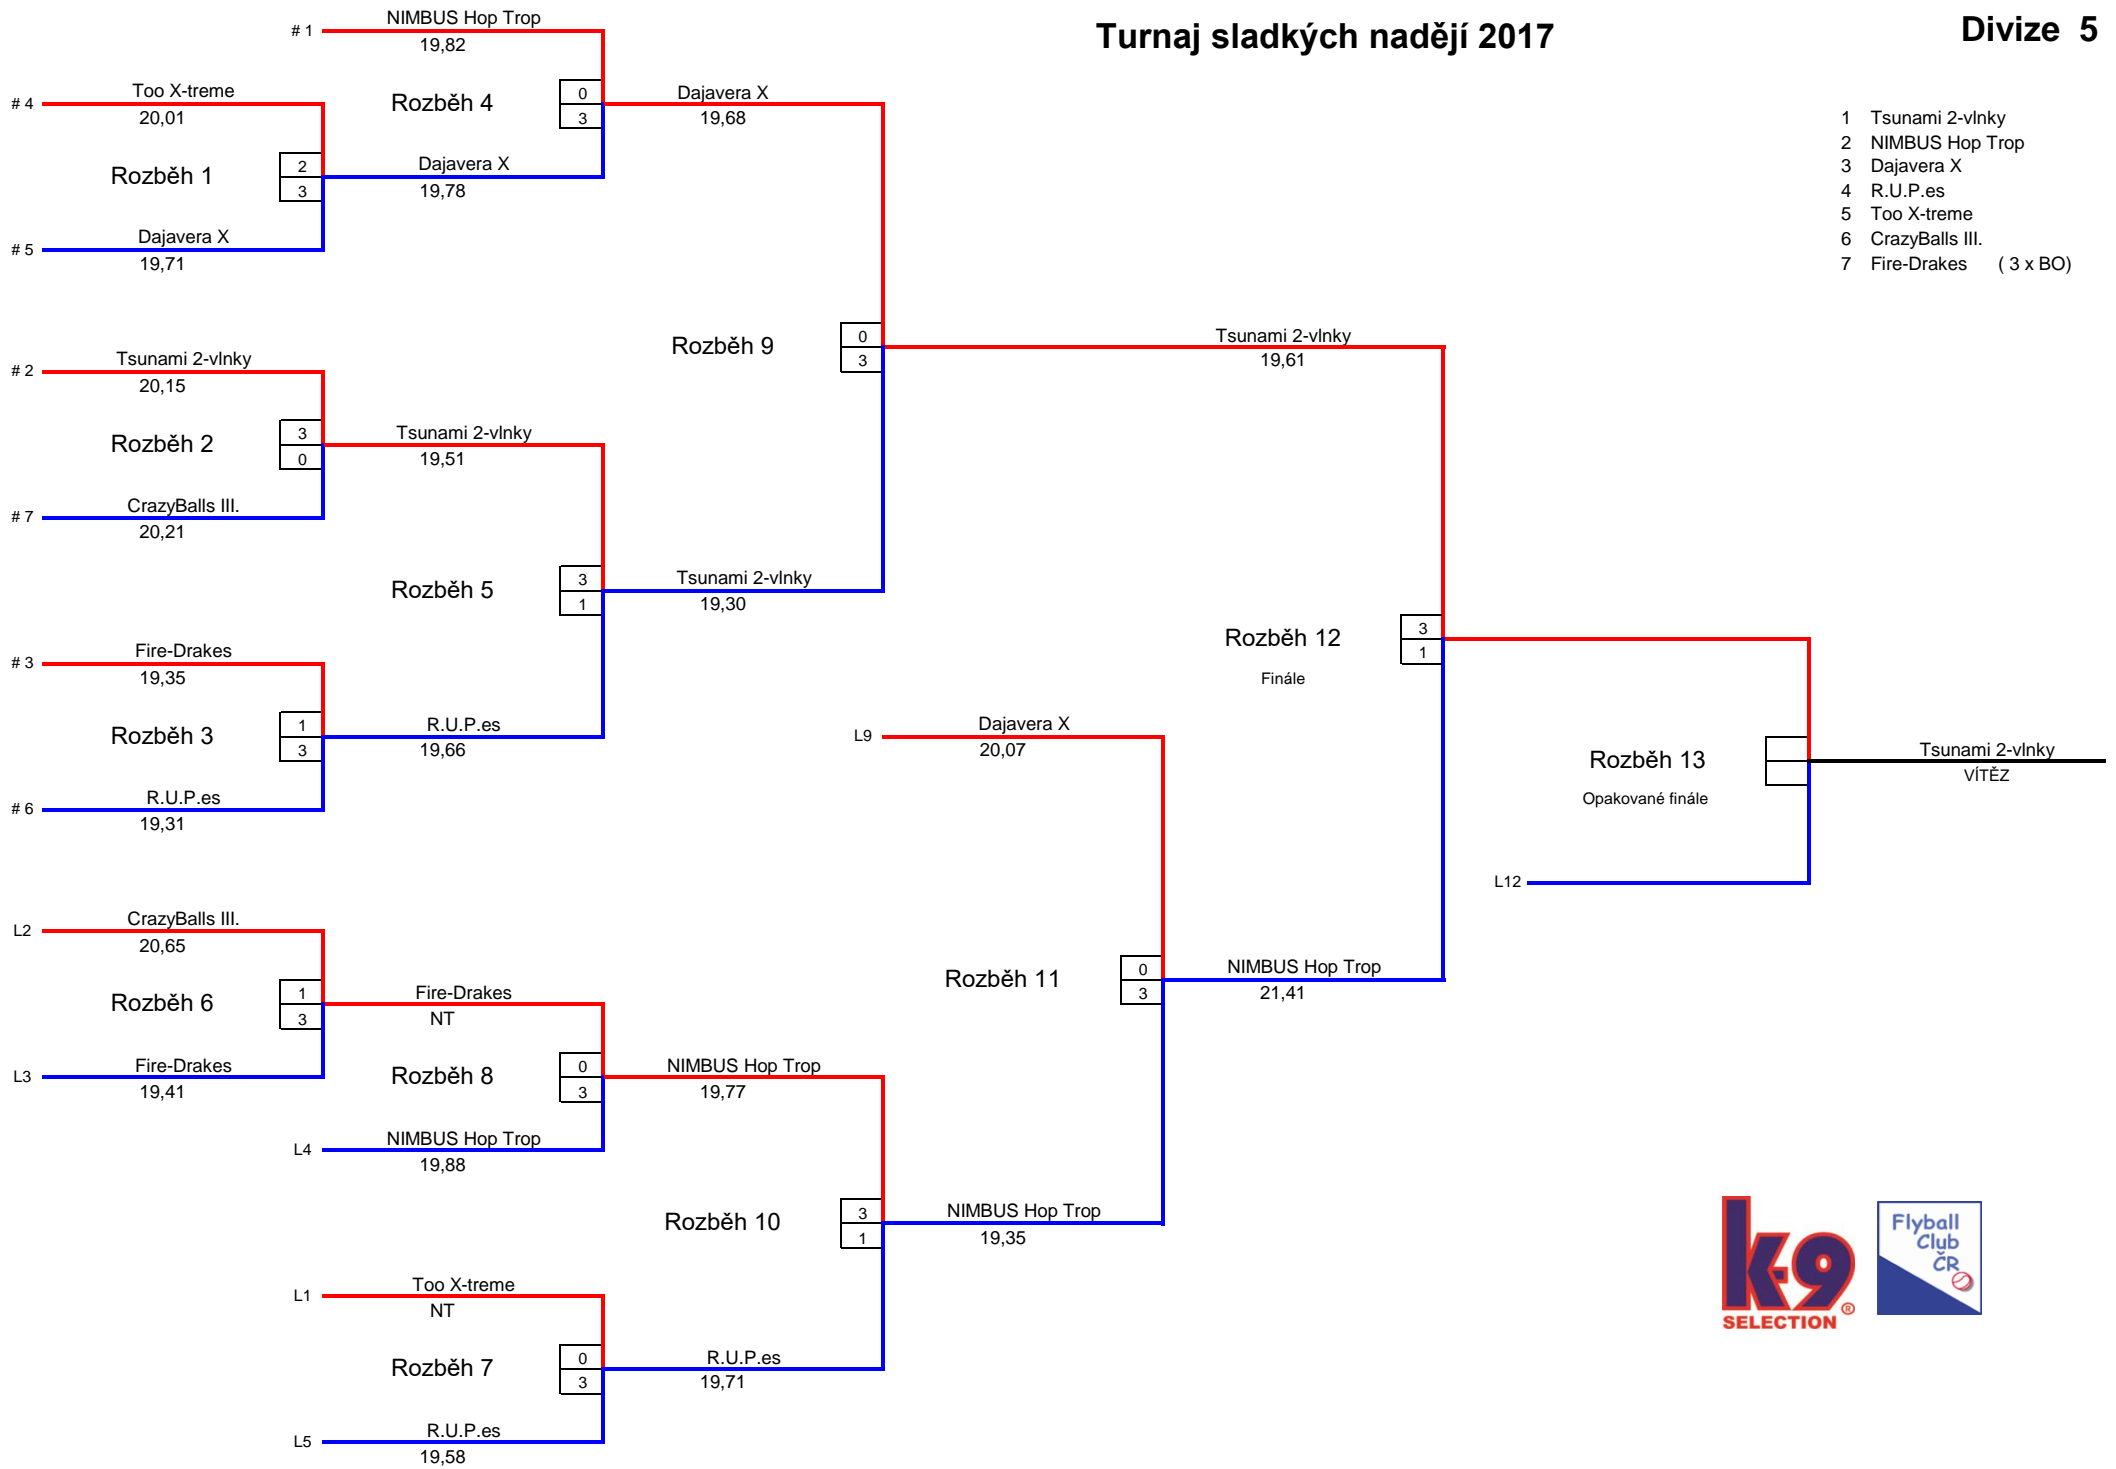 Turnaj sladkých nadějí 2017
Divize 5
1 Tsunami 2-vlnky
2 NIMBUS Hop Trop
3 Dajavera X
4 R.U.P.es
5 Too X-treme
6 CrazyBalls III.
7 Fire-Drakes ( 3 x BO)
# 1
NIMBUS Hop Trop
19,82
# 4
Too X-treme
20,01
Rozběh 4
0
3
Dajavera X
19,68
Rozběh 1
2
3
Dajavera X
19,78
# 5
Dajavera X
19,71
Rozběh 9
0
3
Tsunami 2-vlnky
19,61
# 2
Tsunami 2-vlnky
20,15
Rozběh 2
3
0
Tsunami 2-vlnky
19,51
# 7
CrazyBalls III.
20,21
Rozběh 5
3
1
Tsunami 2-vlnky
19,30
# 3
Fire-Drakes
19,35
Rozběh 12
3
1
Finále
Rozběh 3
1
3
R.U.P.es
19,66
L9
Dajavera X
20,07
Rozběh 13
Opakované finále
Tsunami 2-vlnky
VÍTĚZ
# 6
R.U.P.es
19,31
L12
L2
CrazyBalls III.
20,65
Rozběh 6
1
3
Fire-Drakes
NT
Rozběh 11
0
3
NIMBUS Hop Trop
21,41
L3
Fire-Drakes
19,41
Rozběh 8
0
3
NIMBUS Hop Trop
19,77
L4
NIMBUS Hop Trop
19,88
Rozběh 10
3
1
NIMBUS Hop Trop
19,35
L1
Too X-treme
NT
Rozběh 7
0
3
R.U.P.es
19,71
L5
R.U.P.es
19,58
k-9
®
SELECTION
Flyball
Club
ČR